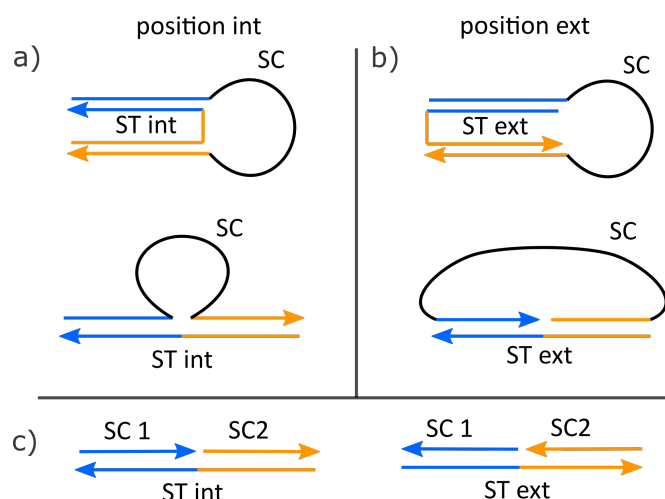 position int
position ext
a)
SC
b)
SC
ST int
ST ext
SC
SC
ST int
ST ext
c)
SC 1
SC2
SC 1
SC2
ST int
ST ext